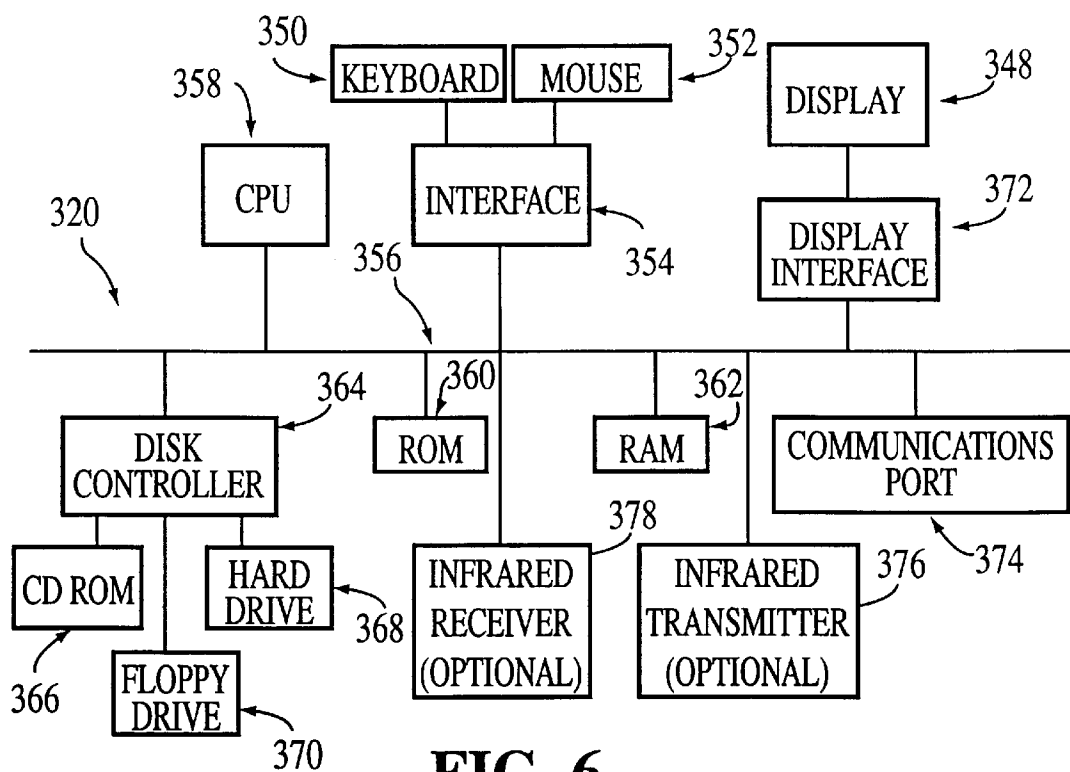 350
KEYBOARD
MOUSE
352
358
DISPLAY
348
CPU
INTERFACE
354
372
DISPLAY
INTERFACE
320
356
364
DISK
CONTROLLER
360
ROM
362
RAM
COMMUNICATIONS
PORT
374
CD ROM
366
HARD
DRIVE
368
FLOPPY
DRIVE
370
378
INFRARED
RECEIVER
(OPTIONAL)
INFRARED
TRANSMITTER
(OPTIONAL)
376
FIG. 6